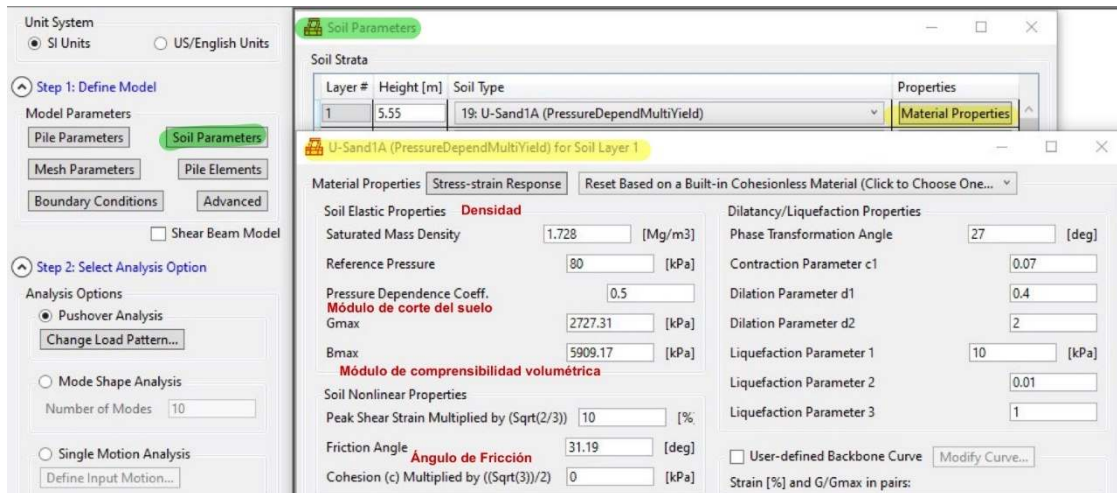 Unit System
SI Units US/English Units
Step 1: Define Model
Model Parameters
Pile Parameters Soil Parameters
Mesh Parameters Pile Elements
Boundary Conditions Advanced
Shear Beam Model
Step 2: Select Analysis Option
Analysis Options
Pushover Analysis
Change Load Pattern...
Mode Shape Analysis
Number of Modes 10
Single Motion Analysis
Define Input Motion...
Soil Parameters
Soil Strata
Layer # Height [m] Soil Type Properties
1 5.55 19: U-Sand1A (PressureDependMultiYield) Material Properties
U-Sand1A (PressureDependMultiYield) for Soil Layer 1
Material Properties Stress-strain Response Reset Based on a Built-in Cohesionless Material (Click to Choose One...
Soil Elastic Properties Densidad
Saturated Mass Density 1.728 [Mg/m3]
Reference Pressure 80 [kPa]
Pressure Dependence Coeff. 0.5
Módulo de corte del suelo
Gmax 2727.31 [kPa]
Bmax 5909.17 [kPa]
Módulo de comprensibilidad volumétrica
Soil Nonlinear Properties
Peak Shear Strain Multiplied by (Sqrt(2/3)) 10 [%
Friction Angle 31.19 [deg]
Ángulo de Fricción
Cohesion (c) Multiplied by ((Sqrt(3))/2) 0 [kPa]
Dilatancy/Liquefaction Properties
Phase Transformation Angle 27 [deg]
Contraction Parameter c1 0.07
Dilation Parameter d1 0.4
Dilation Parameter d2 2
Liquefaction Parameter 1 10 [kPa]
Liquefaction Parameter 2 0.01
Liquefaction Parameter 3 1
User-defined Backbone Curve Modify Curve...
Strain [%] and G/Gmax in pairs: